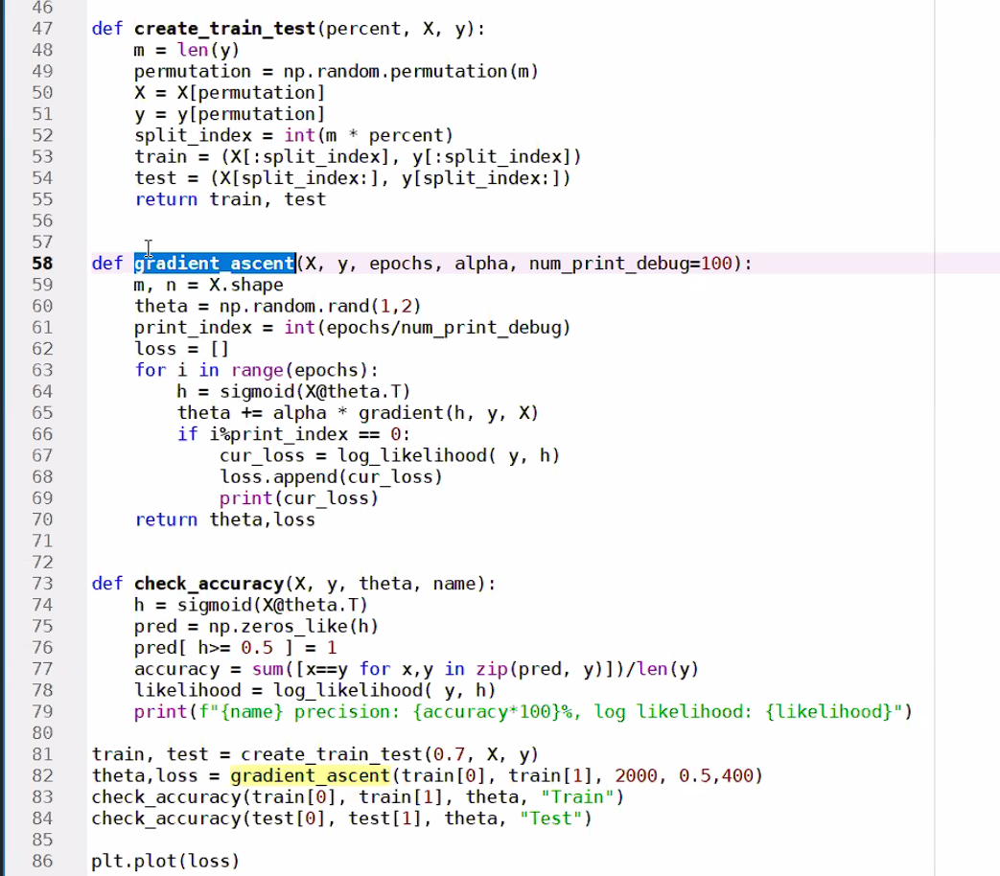 46
47 def create_train_test(percent, X, y):
48     m = len(y)
49     permutation = np.random.permutation(m)
50     X = X[permutation]
51     y = y[permutation]
52     split_index = int(m * percent)
53     train = (X[:split_index], y[:split_index])
54     test = (X[split_index:], y[split_index:])
55     return train, test
56
57
58 def gradient_ascent(X, y, epochs, alpha, num_print_debug=100):
59     m, n = X.shape
60     theta = np.random.rand(1,2)
61     print_index = int(epochs/num_print_debug)
62     loss = []
63     for i in range(epochs):
64         h = sigmoid(X@theta.T)
65         theta += alpha * gradient(h, y, X)
66         if i%print_index == 0:
67             cur_loss = log_likelihood( y, h)
68             loss.append(cur_loss)
69             print(cur_loss)
70     return theta,loss
71
72
73 def check_accuracy(X, y, theta, name):
74     h = sigmoid(X@theta.T)
75     pred = np.zeros_like(h)
76     pred[ h>= 0.5 ] = 1
77     accuracy = sum([x==y for x,y in zip(pred, y)])/len(y)
78     likelihood = log_likelihood( y, h)
79     print(f"{name} precision: {accuracy*100}%, log likelihood: {likelihood}")
80
81 train, test = create_train_test(0.7, X, y)
82 theta,loss = gradient_ascent(train[0], train[1], 2000, 0.5,400)
83 check_accuracy(train[0], train[1], theta, "Train")
84 check_accuracy(test[0], test[1], theta, "Test")
85
86 plt.plot(loss)